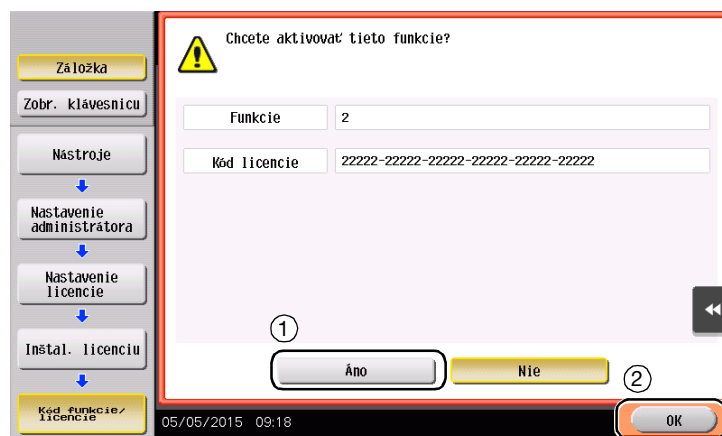 Záložka
Zobr. klávesnicu
Nástroje
Nastavenie
administrátora
Nastavenie
licencie
Inštal. licenciu
Kód funkcie/
licencie
Chcete aktivovať tieto funkcie?
Funkcie
2
Kód licencie
22222-22222-22222-22222-22222-22222
1
Áno
Nie
2
05/05/2015 09:18
OK